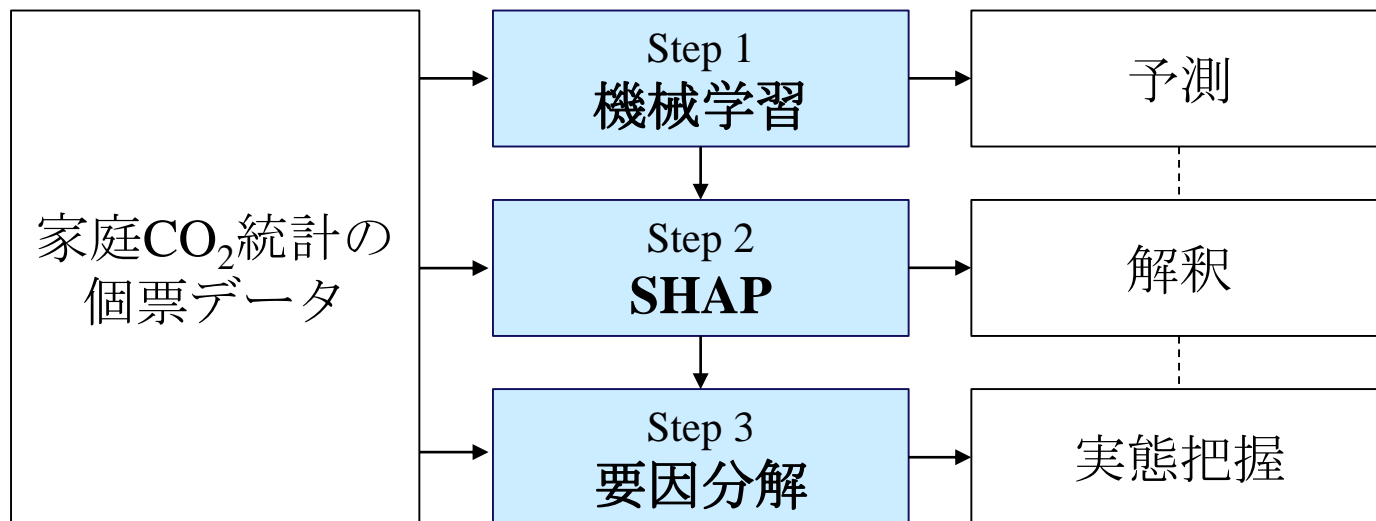 家庭CO₂統計の
個票データ
Step 1
機械学習
予測
Step 2
SHAP
解釈
Step 3
要因分解
実態把握